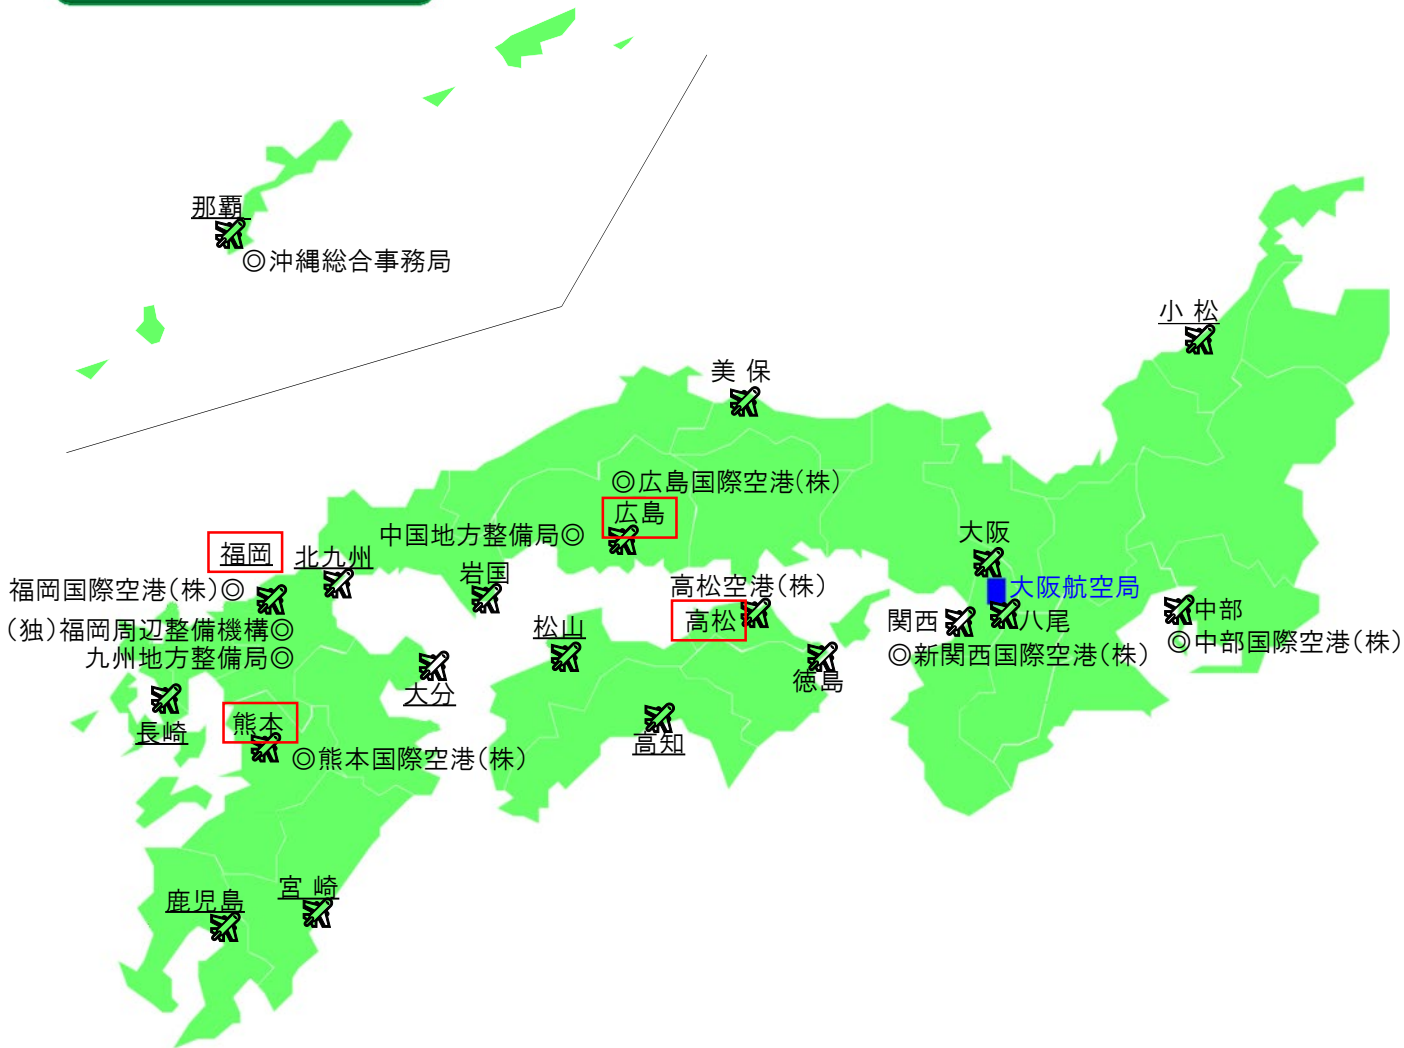 那覇
◎沖縄総合事務局
小 松
美 保
◎広島国際空港(株)
広島
中国地方整備局◎
大阪
福岡
北九州
岩国
高松空港(株)
大阪航空局
福岡国際空港(株)◎
高松
関西
八尾
中部
(独)福岡周辺整備機構◎
松山
◎中部国際空港(株)
九州地方整備局◎
◎新関西国際空港(株)
大分
徳島
長崎
熊本
高知
◎熊本国際空港(株)
鹿児島
宮 崎